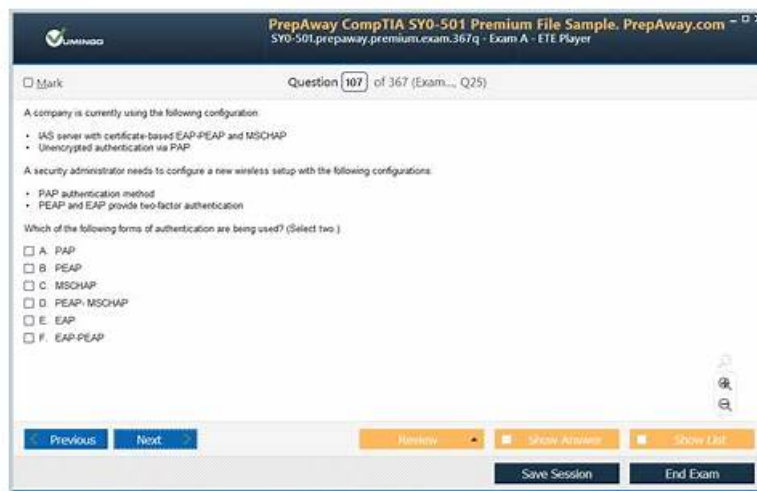 VUMINGO
PrepAway CompTIA SY0-501 Premium File Sample. PrepAway.com
SY0-501.prepaway.premium.exam.367q - Exam A - ETE Player
Mark
Question 107 of 367 (Exam..., Q25)
A company is currently using the following configuration:
• IAS server with certificate-based EAP-PEAP and MSCHAP
• Unencrypted authentication via PAP
A security administrator needs to configure a new wireless setup with the following configurations:
• PAP authentication method
• PEAP and EAP provide two-factor authentication
Which of the following forms of authentication are being used? (Select two.)
A. PAP
B. PEAP
C. MSCHAP
D. PEAP- MSCHAP
E. EAP
F. EAP-PEAP
Previous
Next
Review
Show Answer
Show List
Save Session
End Exam